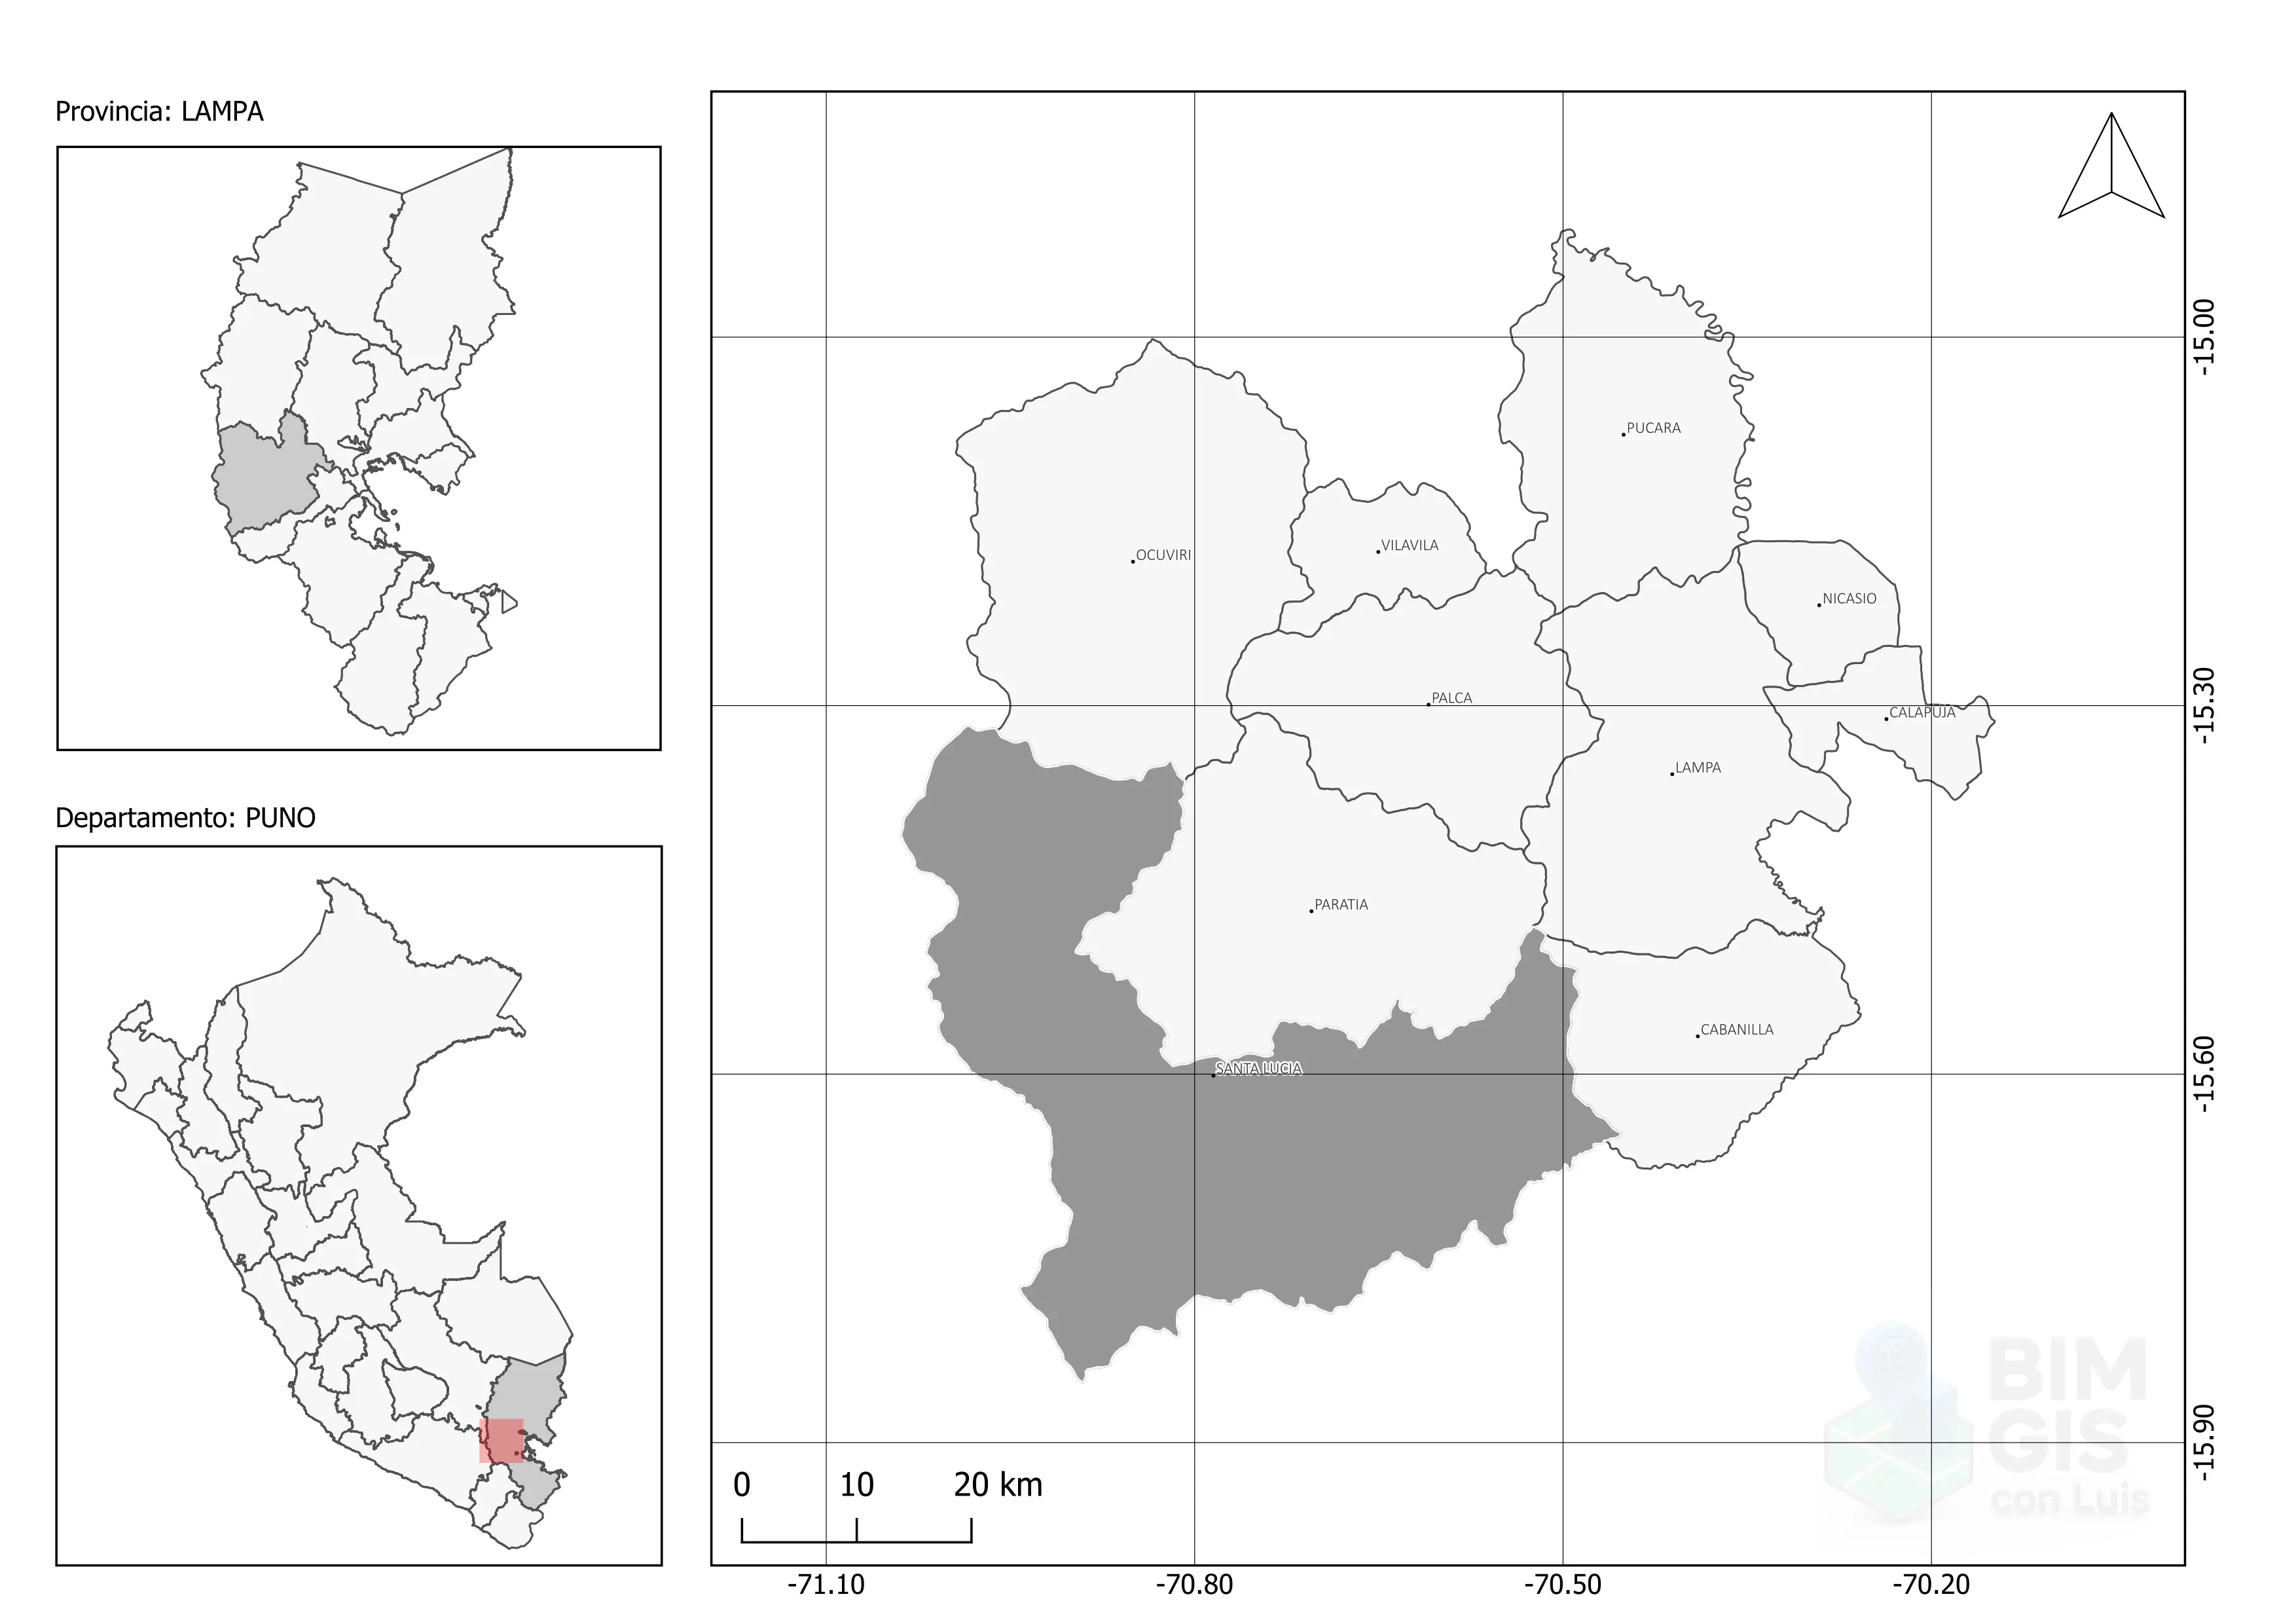 Provincia: LAMPA
Departamento: PUNO
PUCARA
VILAVILA
OCUVIRI
NICASIO
PALCA
CALAPUJA
LAMPA
PARATIA
CABANILLA
SANTA LUCIA
-15.00
-15.30
-15.60
-15.90
0 10 20 km
-71.10 -70.80 -70.50 -70.20
BIM
GIS
con Luis